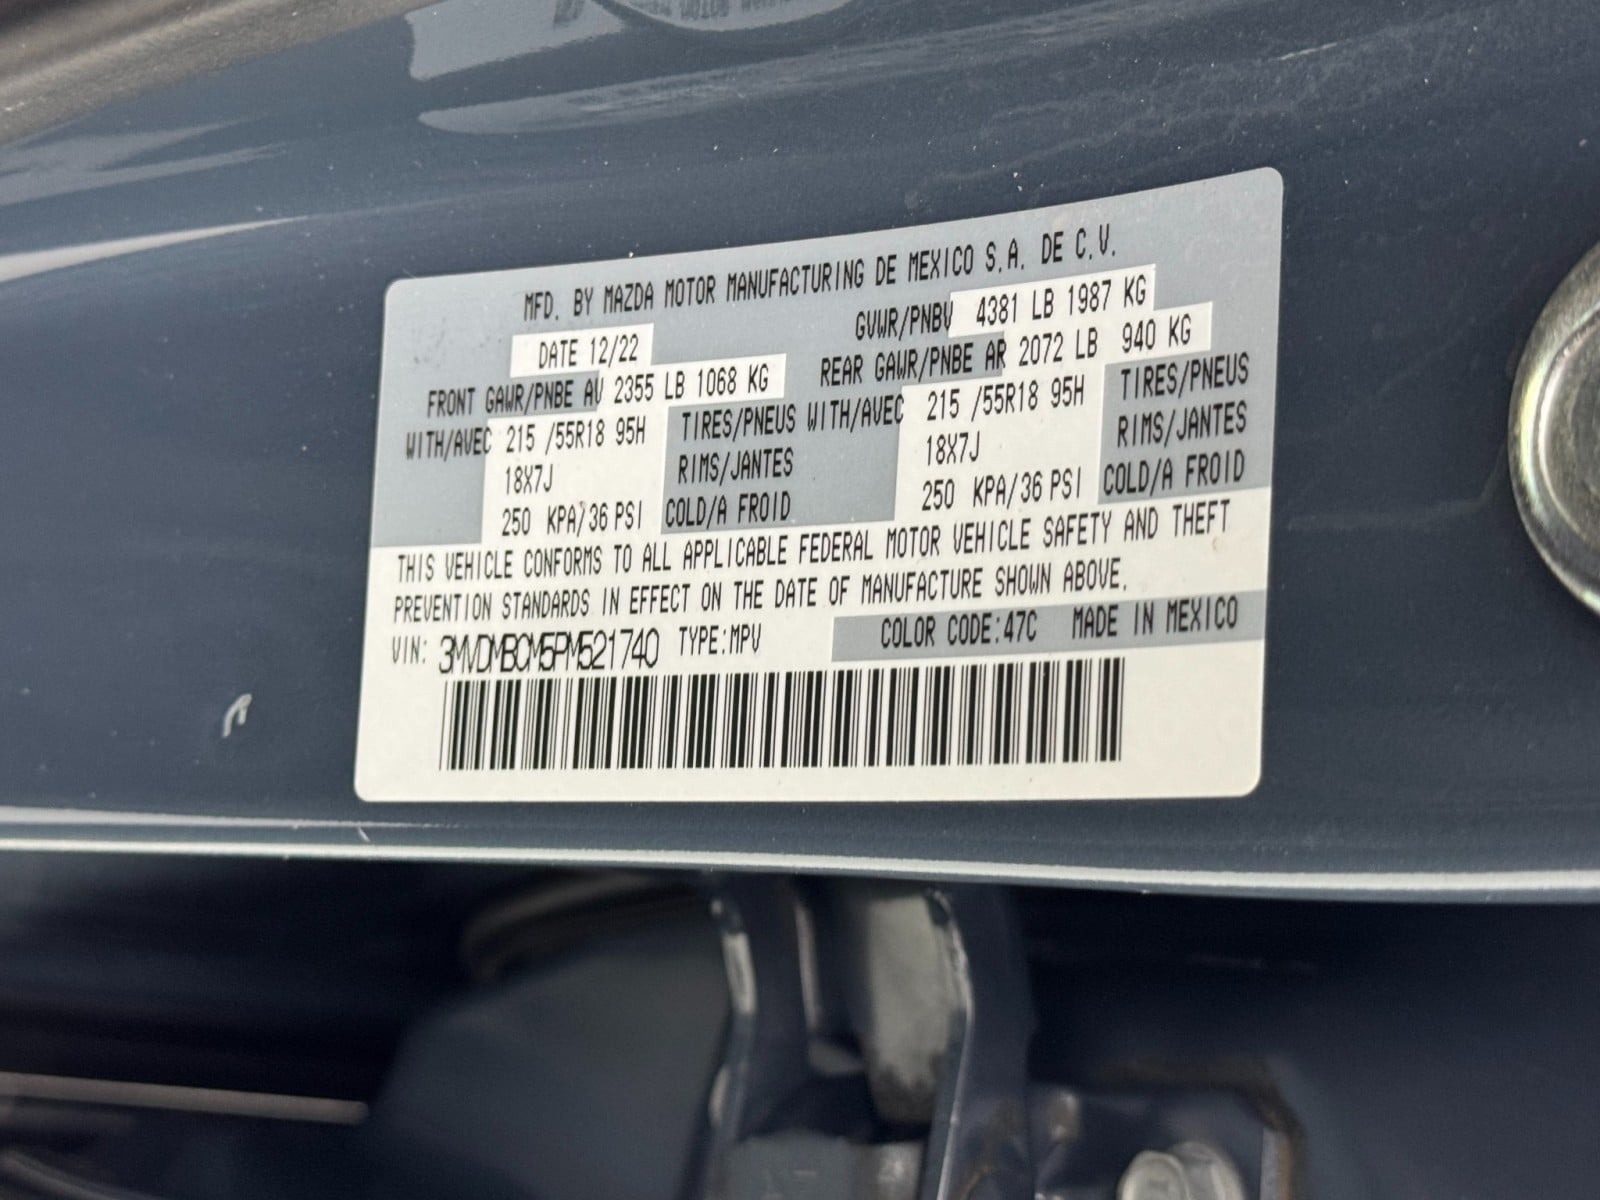 MFD. BY MAZDA MOTOR MANUFACTURING DE MEXICO S.A. DE C.V.
DATE 12/22 GVWR/PNBV 4381 LB 1987 KG
FRONT GAWR/PNBE AV 2355 LB 1068 KG REAR GAWR/PNBE AR 2072 LB 940 KG
WITH/AVEC 215 /55R18 95H TIRES/PNEUS WITH/AVEC 215 /55R18 95H TIRES/PNEUS
18X7J RIMS/JANTES 18X7J RIMS/JANTES
250 KPA/36 PSI COLD/A FROID 250 KPA/36 PSI COLD/A FROID
THIS VEHICLE CONFORMS TO ALL APPLICABLE FEDERAL MOTOR VEHICLE SAFETY AND THEFT
PREVENTION STANDARDS IN EFFECT ON THE DATE OF MANUFACTURE SHOWN ABOVE.
VIN: 3MVDMBCM5PM521740 TYPE:MPV COLOR CODE:47C MADE IN MEXICO